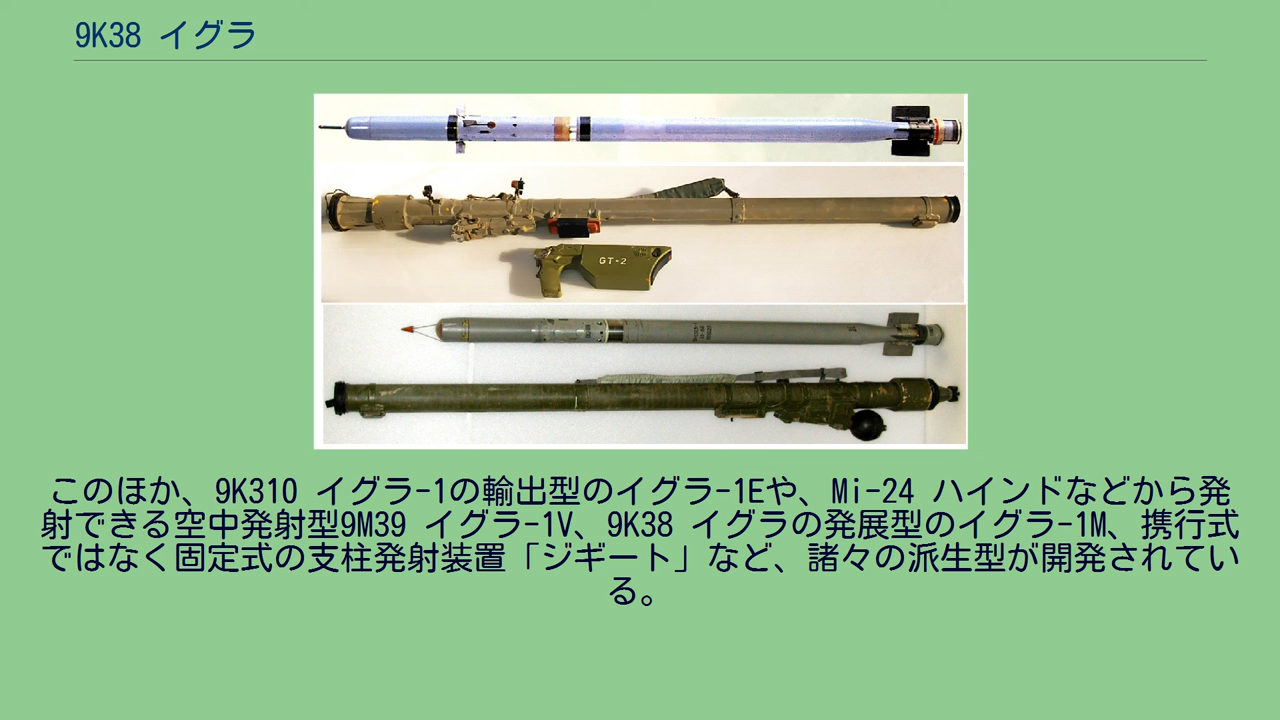 9K38 イグラ
GT-2
このほか、9K310 イグラ-1の輸出型のイグラ-1Eや、Mi-24 ハインドなどから発
射できる空中発射型9M39 イグラ-1V、9K38 イグラの発展型のイグラ-1M、携行式
ではなく固定式の支柱発射装置「ジギート」など、諸々の派生型が開発されてい
る。